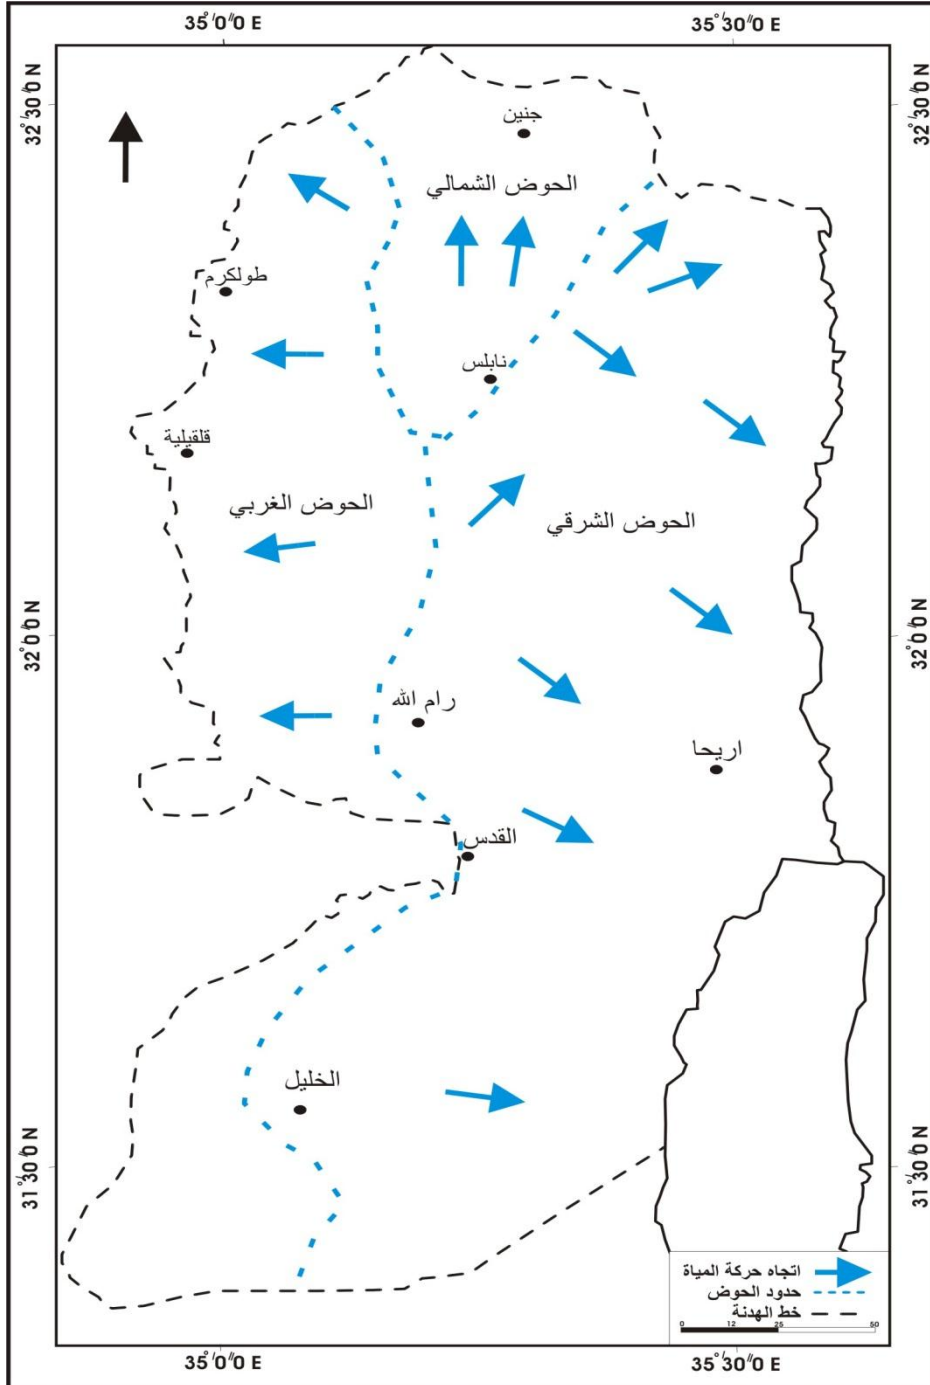 35°0′0″E
35°30′0″E
32°30′0″N
32°30′0″N
جنين
الحوض الشمالي
طولكرم
نابلس
قلقيلية
الحوض الغربي
الحوض الشرقي
32°0′0″N
32°0′0″N
رام الله
اريحا
القدس
الخليل
31°30′0″N
31°30′0″N
اتجاه حركة المياة
حدود الحوض
خط الهدنة
0 12 25 50
35°0′0″E
35°30′0″E